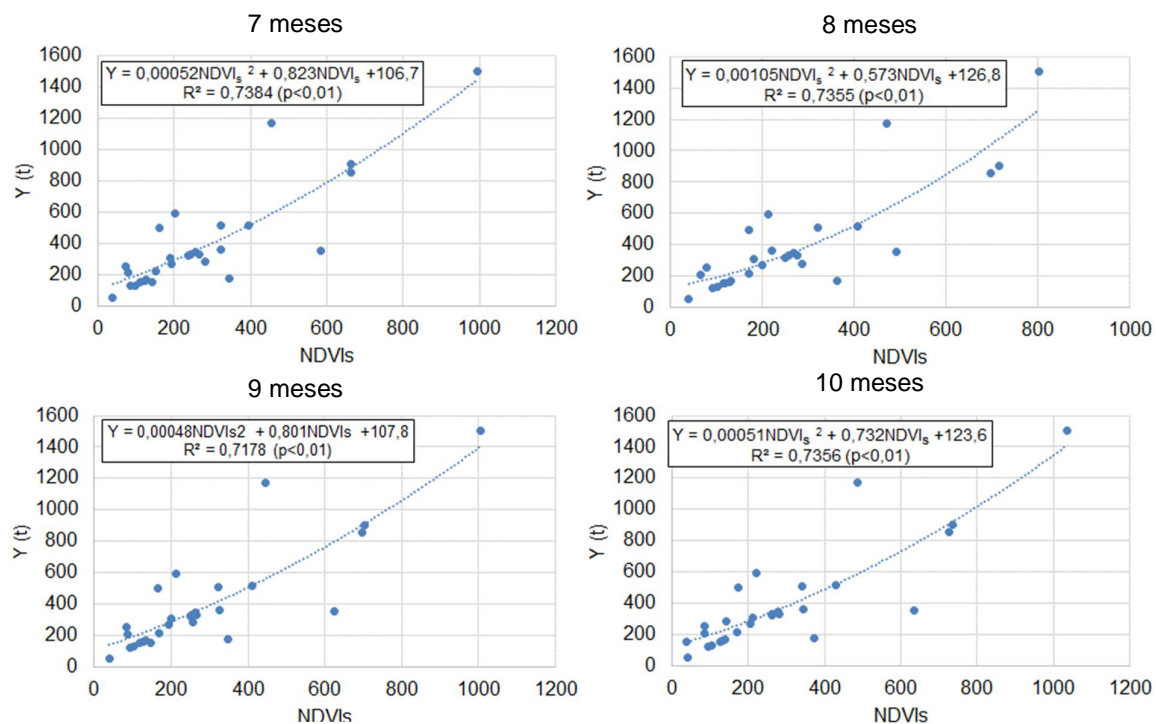 7 meses
1600
1400
1200
1000
800
600
400
200
0
Y (t)
Y = 0,00052NDVIₛ ² + 0,823NDVIₛ +106,7
R² = 0,7384 (p<0,01)
0 200 400 600 800 1000 1200
NDVIs
8 meses
1600
1400
1200
1000
800
600
400
200
0
Y (t)
Y = 0,00105NDVIₛ ² + 0,573NDVIₛ +126,8
R² = 0,7355 (p<0,01)
0 200 400 600 800 1000
NDVIs
9 meses
1600
1400
1200
1000
800
600
400
200
0
Y (t)
Y = 0,00048NDVIs2 + 0,801NDVIs +107,8
R² = 0,7178 (p<0,01)
0 200 400 600 800 1000 1200
NDVIs
10 meses
1600
1400
1200
1000
800
600
400
200
0
Y (t)
Y = 0,00051NDVIₛ ² + 0,732NDVIₛ +123,6
R² = 0,7356 (p<0,01)
0 200 400 600 800 1000 1200
NDVIs